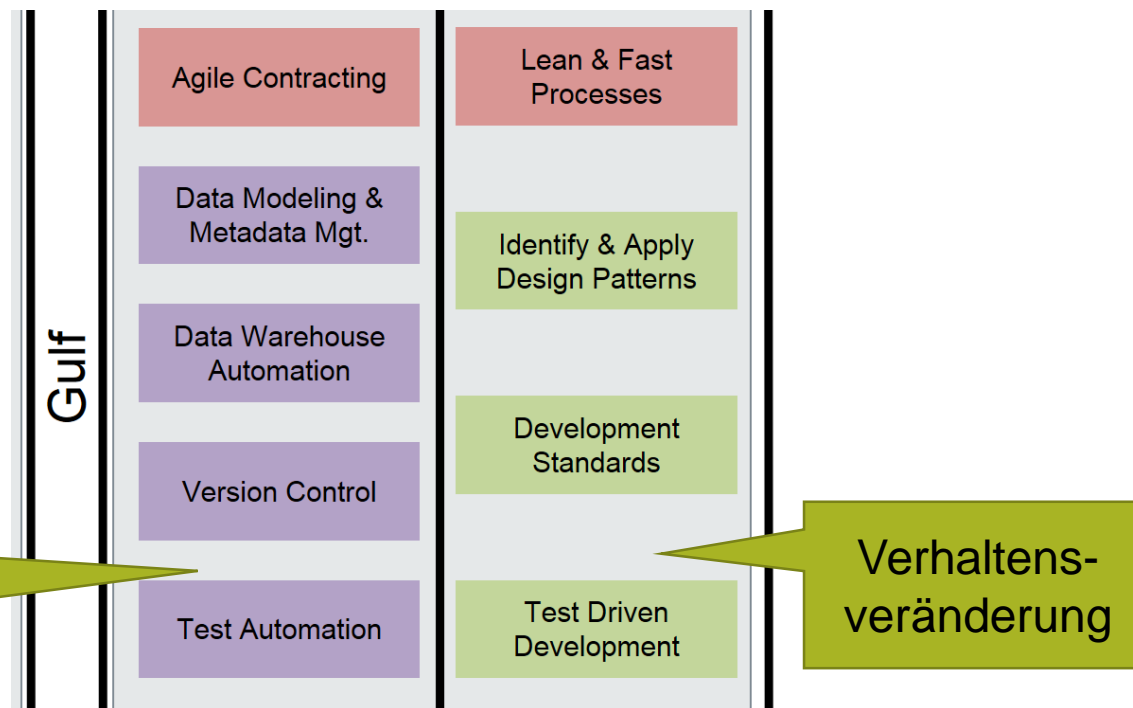 Gulf
Agile Contracting
Data Modeling &
Metadata Mgt.
Data Warehouse
Automation
Version Control
Test Automation
Lean & Fast
Processes
Identify & Apply
Design Patterns
Development
Standards
Test Driven
Development
Verhaltens-
veränderung